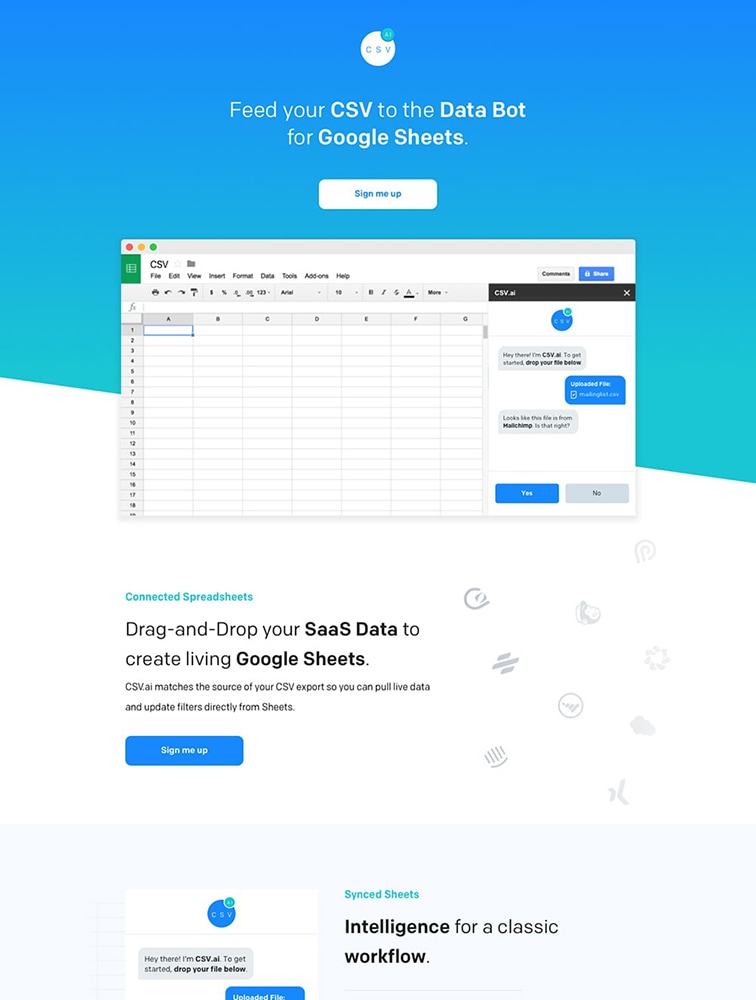 AI
C S V
Feed your CSV to the Data Bot
for Google Sheets.
Sign me up
CSV
File Edit View Insert Format Data Tools Add-ons Help
Comments
Share
$ % .0 .00 123 Arial 10 B I S A More
CSV.ai
fx
A B C D E F G
1
2
3
4
5
6
7
8
9
10
11
12
13
14
15
16
17
18
19
AI
C S V
Hey there! I'm CSV.ai. To get
started, drop your file below.
Uploaded File:
mailinglist.csv
Looks like this file is from
Mailchimp. Is that right?
Yes
No
Connected Spreadsheets
Drag-and-Drop your SaaS Data to
create living Google Sheets.
CSV.ai matches the source of your CSV export so you can pull live data
and update filters directly from Sheets.
Sign me up
AI
C S V
Hey there! I'm CSV.ai. To get
started, drop your file below.
Uploaded File:
Synced Sheets
Intelligence for a classic
workflow.